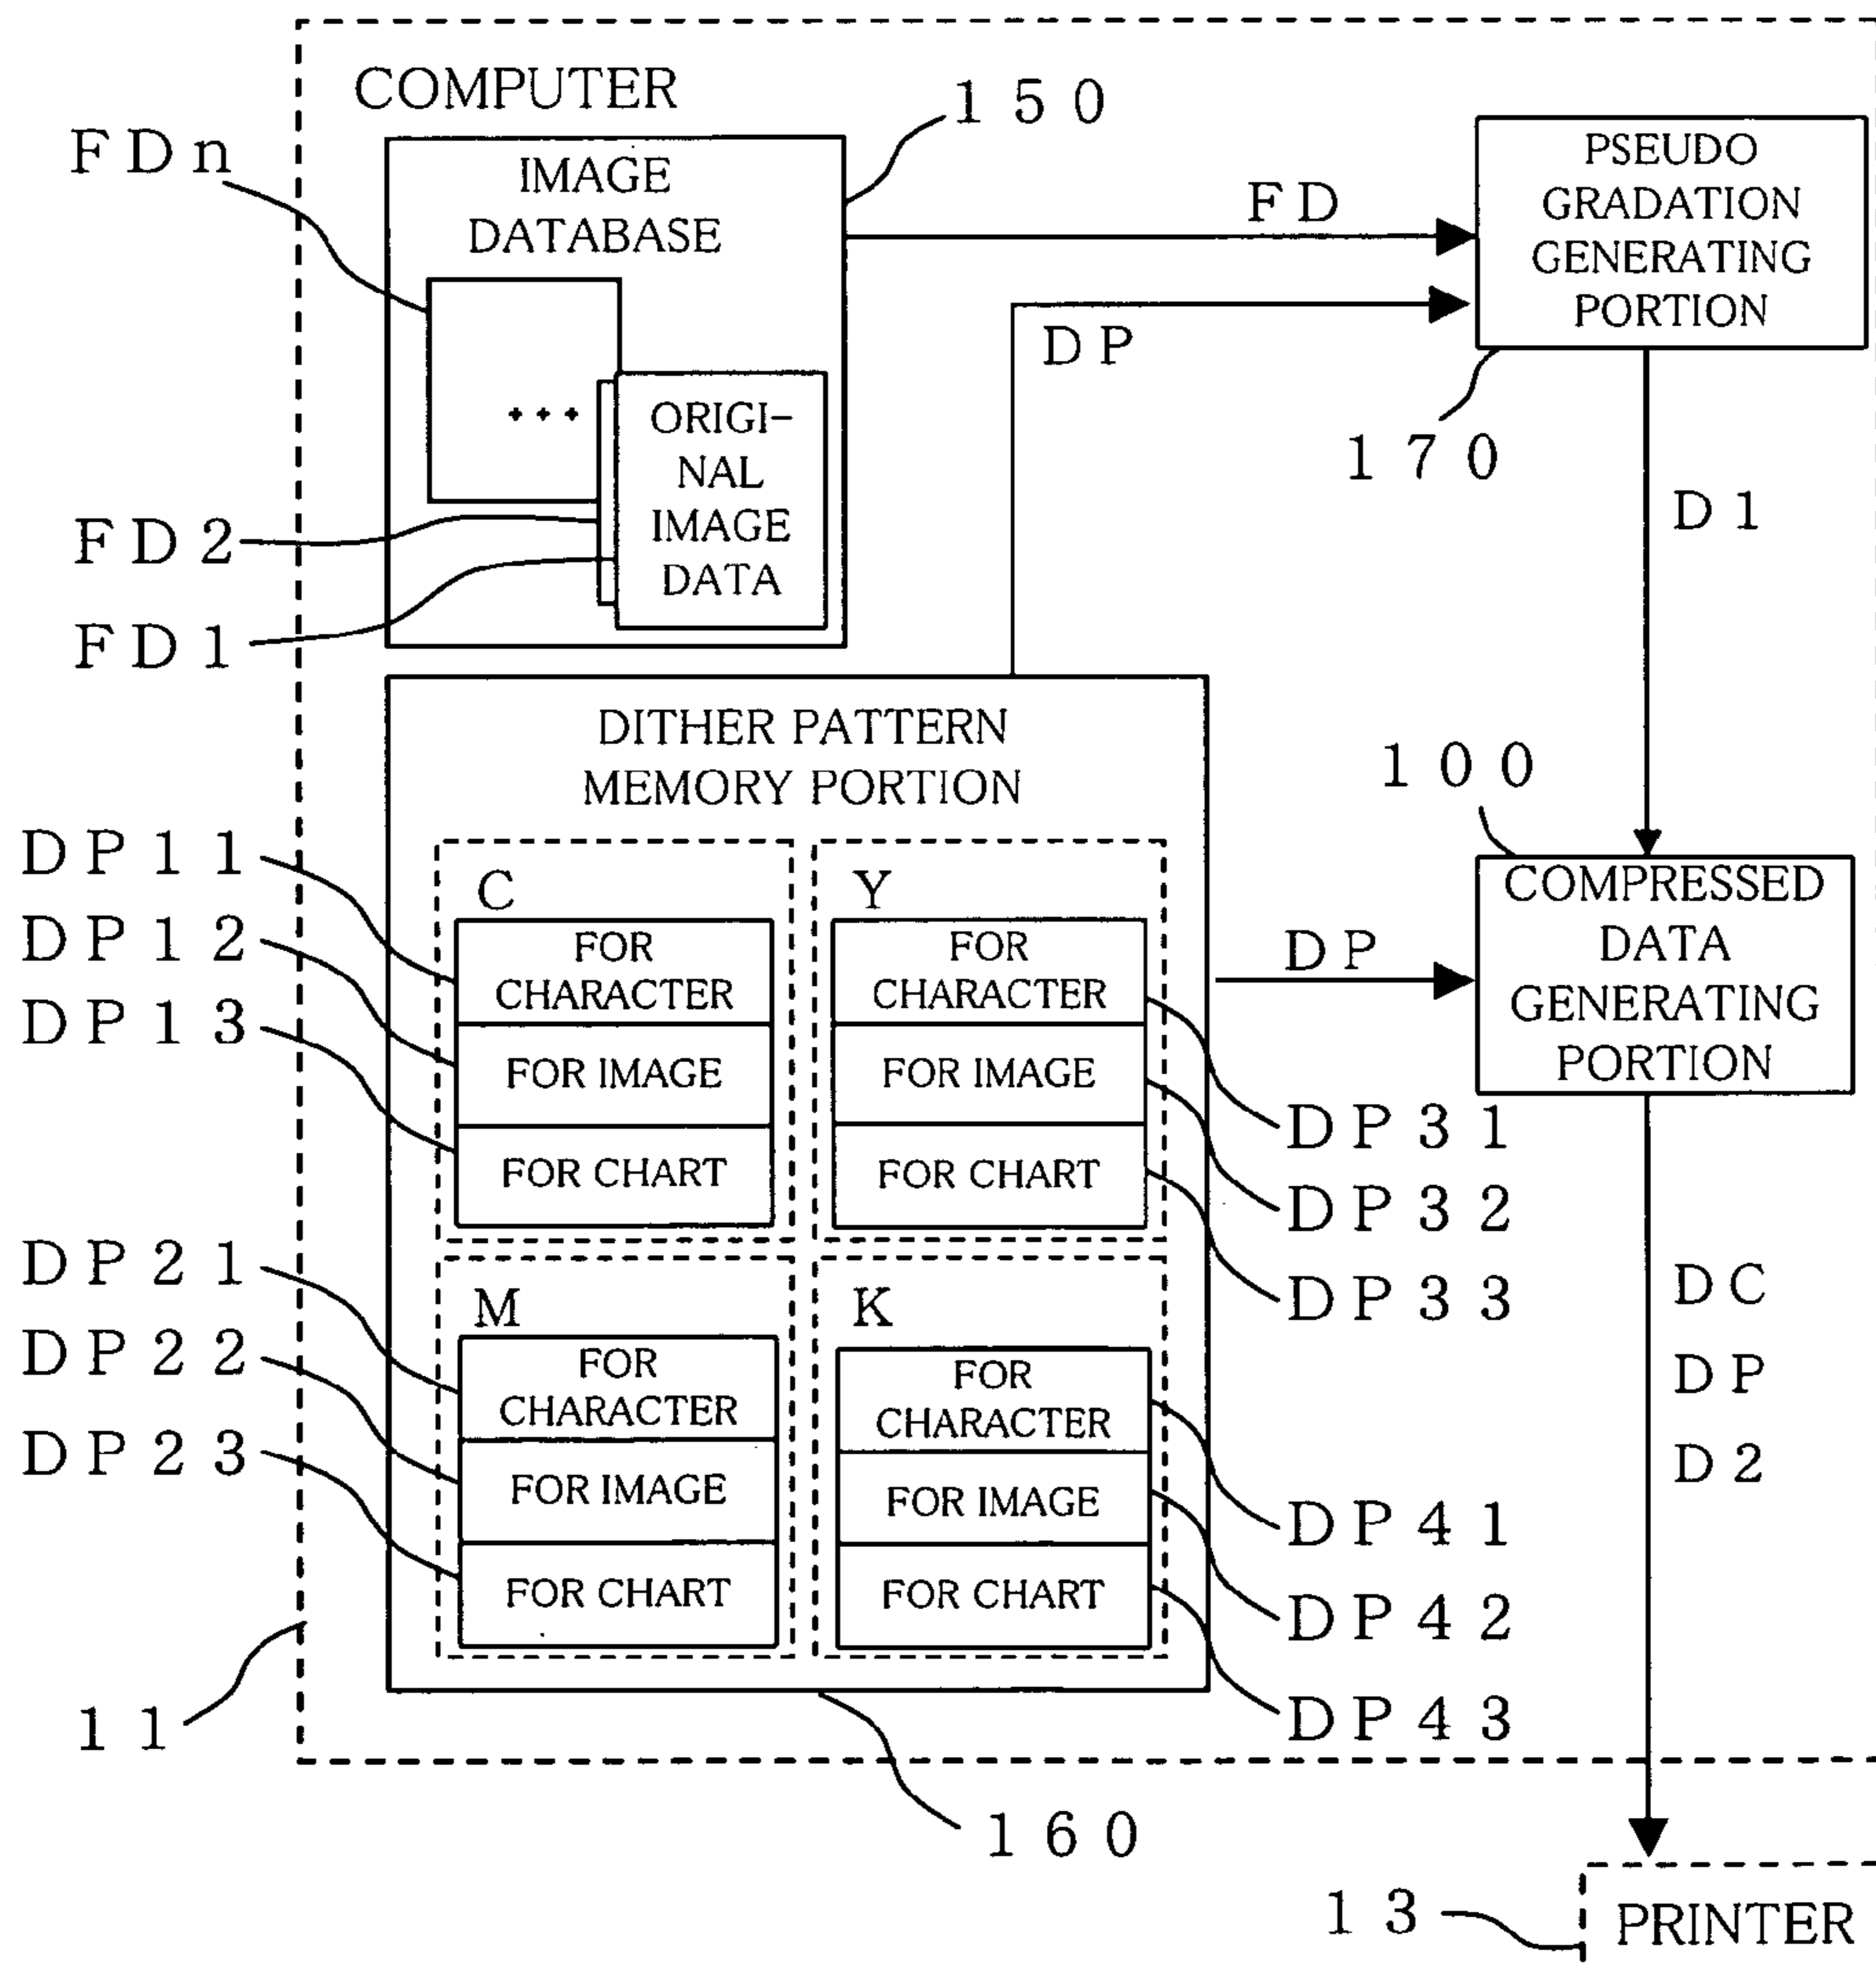 COMPUTER
150
FDn
IMAGE
DATABASE
FD
PSEUDO
GRADATION
GENERATING
PORTION
DP
170
...
ORIGI-
NAL
IMAGE
DATA
FD2
FD1
D1
DITHER PATTERN
MEMORY PORTION
100
COMPRESSED
DATA
GENERATING
PORTION
DP
DP11
DP12
DP13
C
FOR
CHARACTER
FOR IMAGE
FOR CHART
Y
FOR
CHARACTER
FOR IMAGE
FOR CHART
DP31
DP32
DP33
DP21
DP22
DP23
M
FOR
CHARACTER
FOR IMAGE
FOR CHART
K
FOR
CHARACTER
FOR IMAGE
FOR CHART
DP41
DP42
DP43
DC
DP
D2
11
160
13
PRINTER